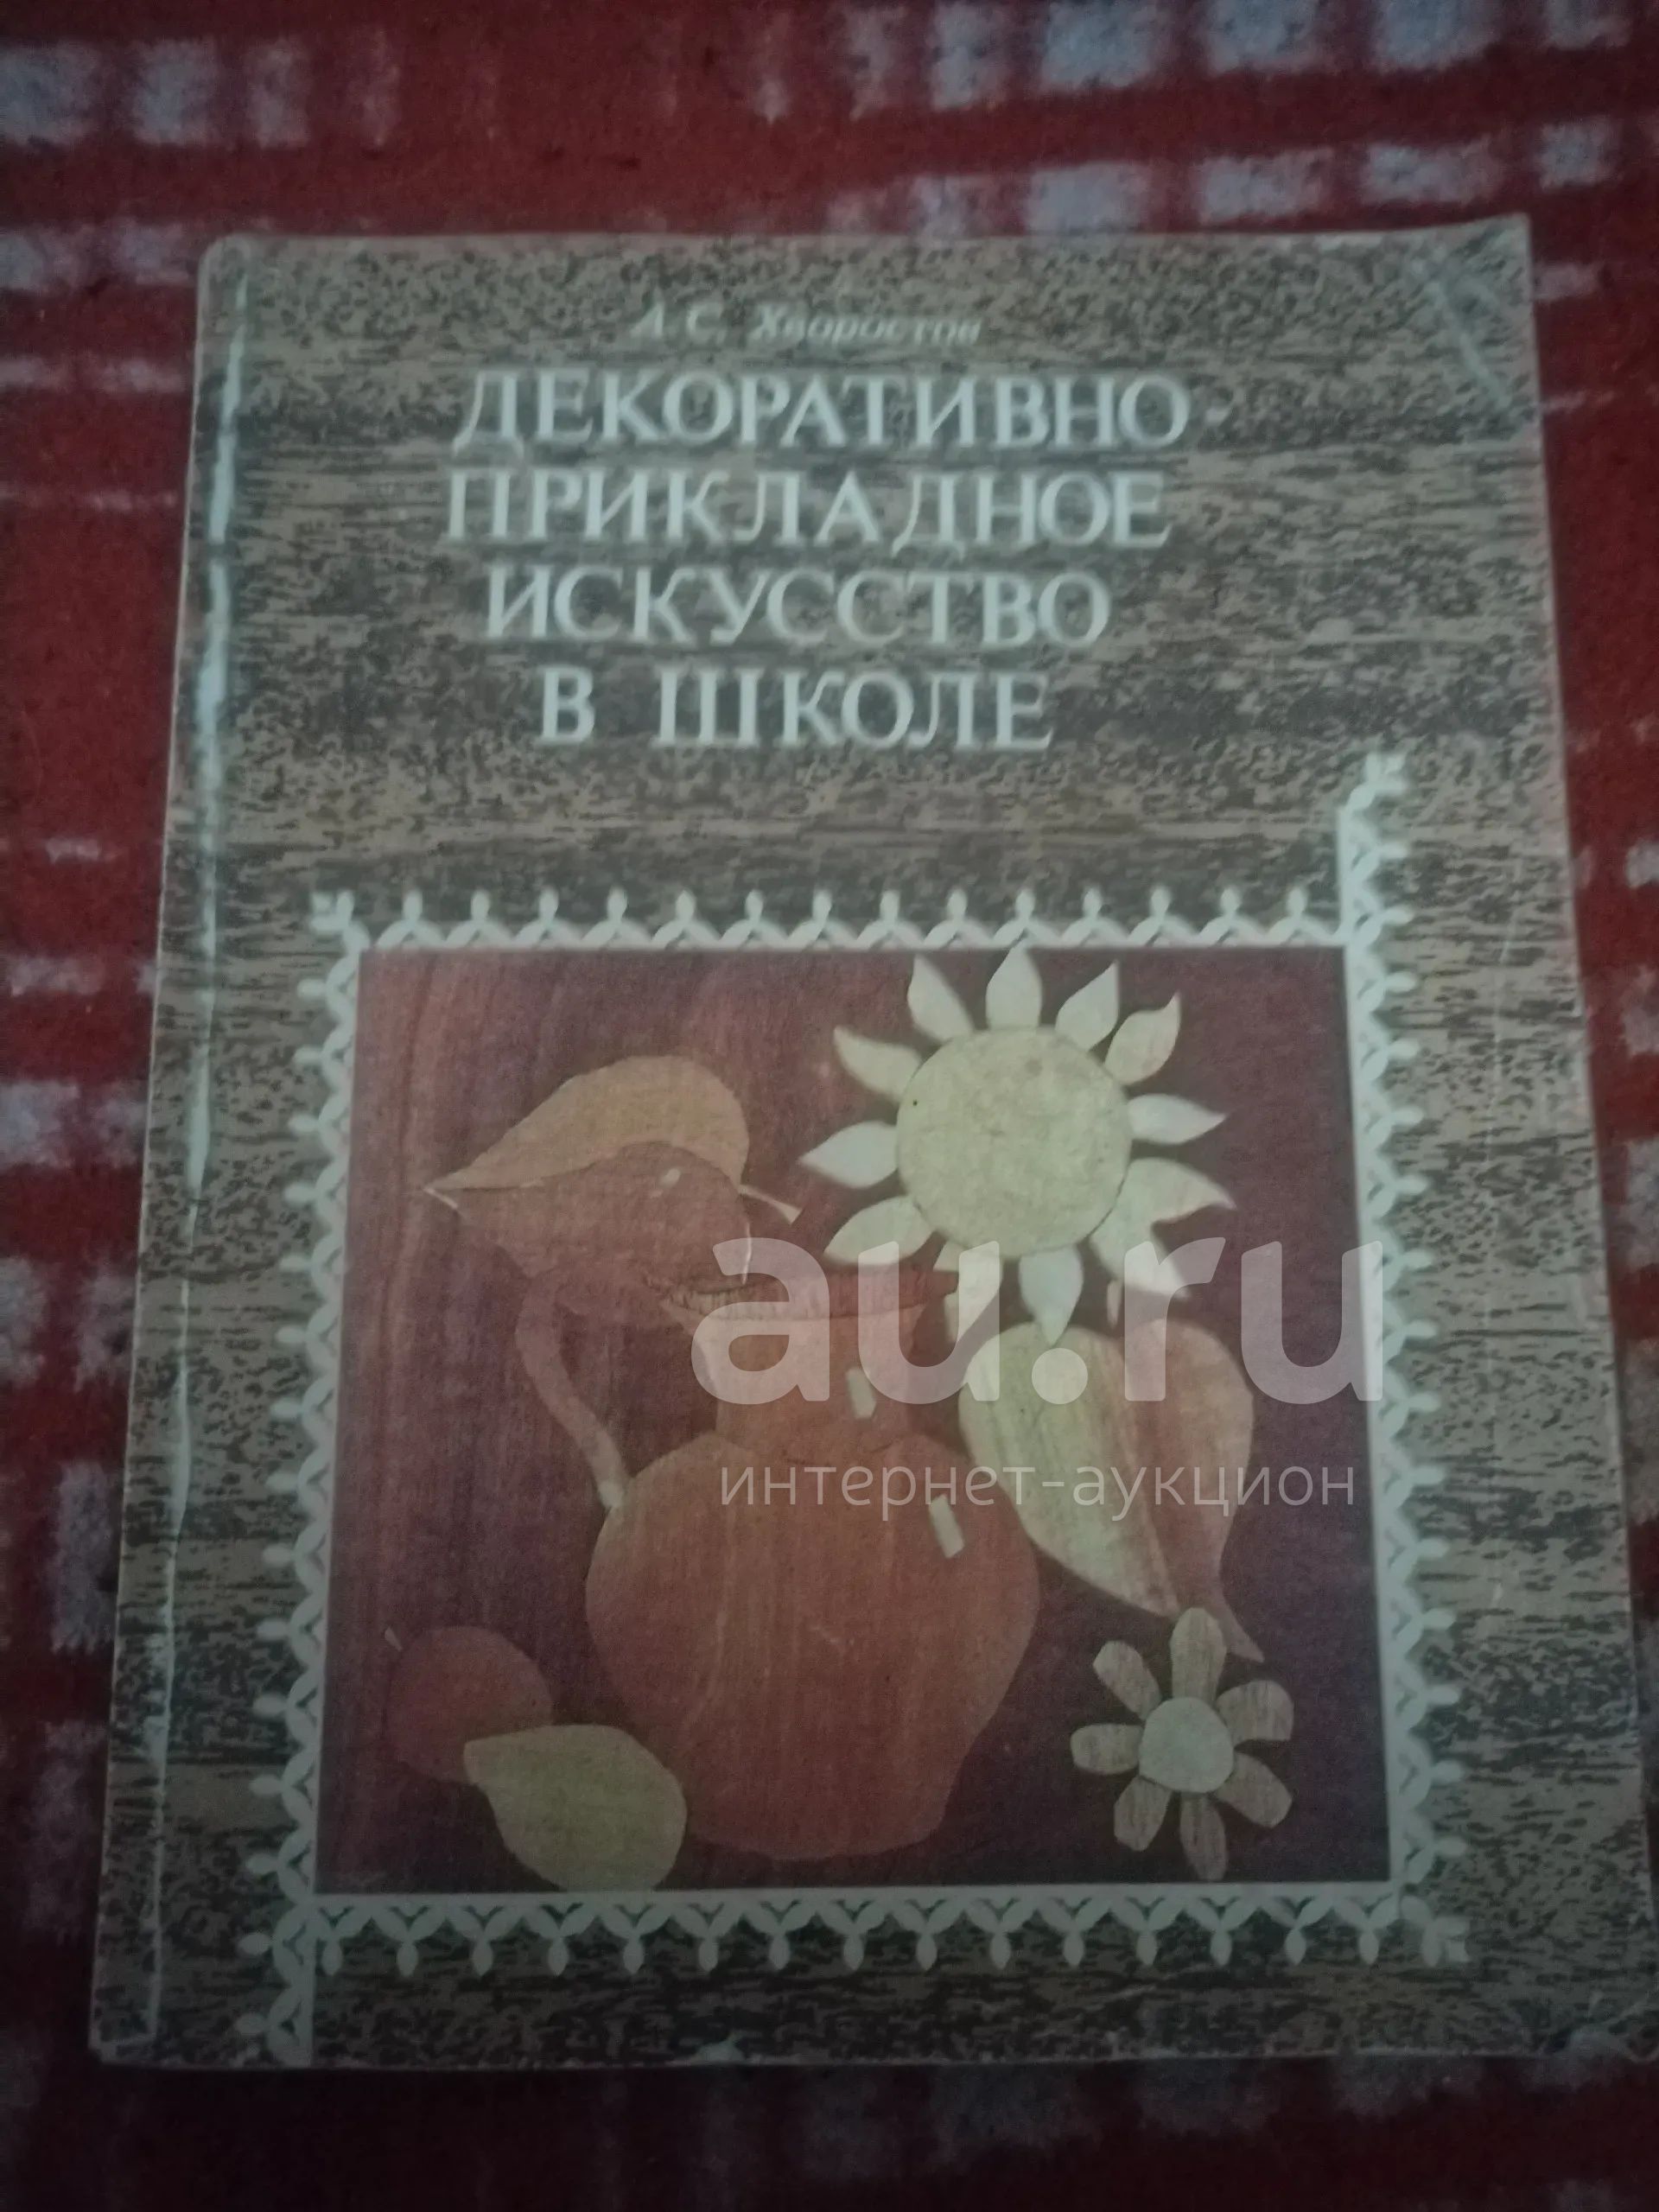 А. С. Хворостов
ДЕКОРАТИВНО-
ПРИКЛАДНОЕ
ИСКУССТВО
В ШКОЛЕ
au.ru
интернет-аукцион